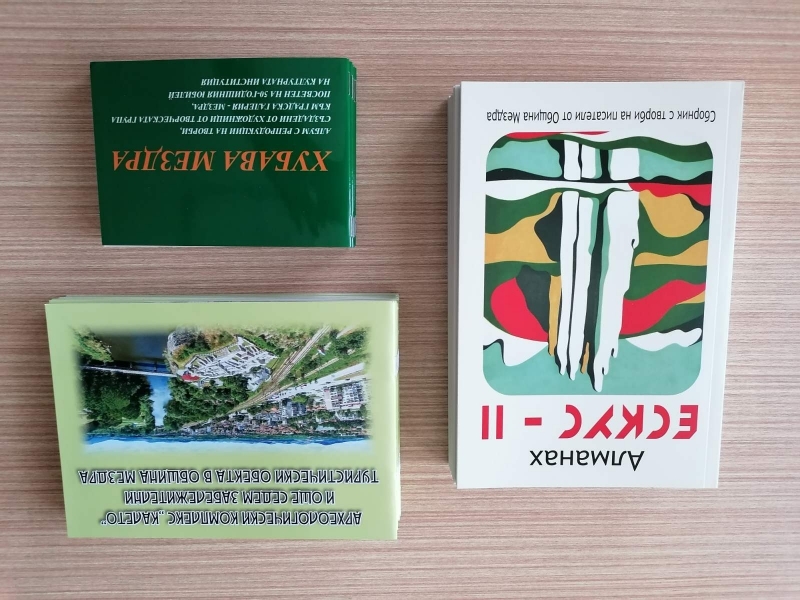 Алманах
ЕСКУС - II
Сборник с творби на писатели от Община Мездра
АРХЕОЛОГИЧЕСКИ КОМПЛЕКС „КАЛЕТО“
И ОЩЕ СЕДЕМ ЗАБЕЛЕЖИТЕЛНИ
ТУРИСТИЧЕСКИ ОБЕКТА В ОБЩИНА МЕЗДРА
ХУБАВА МЕЗДРА
АЛБУМ С РЕПРОДУКЦИИ НА ТВОРБИ,
СЪЗДАДЕНИ ОТ ХУДОЖНИЦИ ОТ ТВОРЧЕСКАТА ГРУПА
КЪМ ГРАДСКА ГАЛЕРИЯ - МЕЗДРА,
ПОСВЕТЕН НА 50-ГОДИШНИЯ ЮБИЛЕЙ
НА КУЛТУРНАТА ИНСТИТУЦИЯ